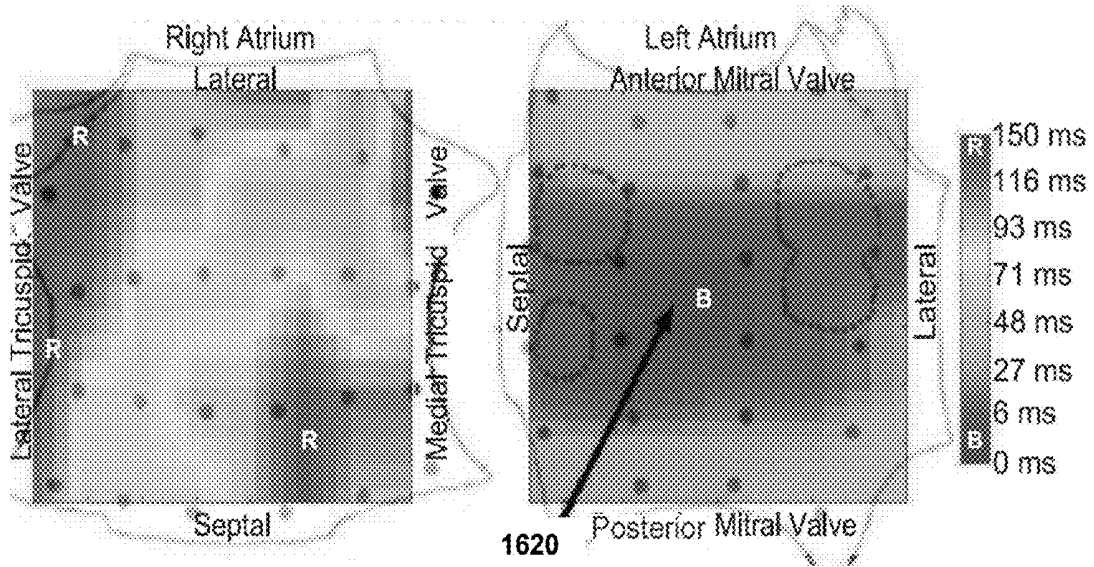 Right Atrium
Lateral
Lateral Tricuspid Valve
R
R
R
Medial Tricuspid Valve
Septal
Left Atrium
Anterior Mitral Valve
Septal
B
Lateral
Posterior Mitral Valve
1620
R
150 ms
116 ms
93 ms
71 ms
48 ms
27 ms
6 ms
B
0 ms